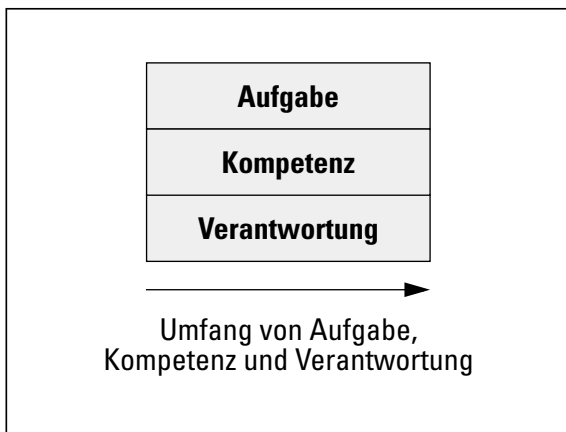 Aufgabe
Kompetenz
Verantwortung
Umfang von Aufgabe,
Kompetenz und Verantwortung